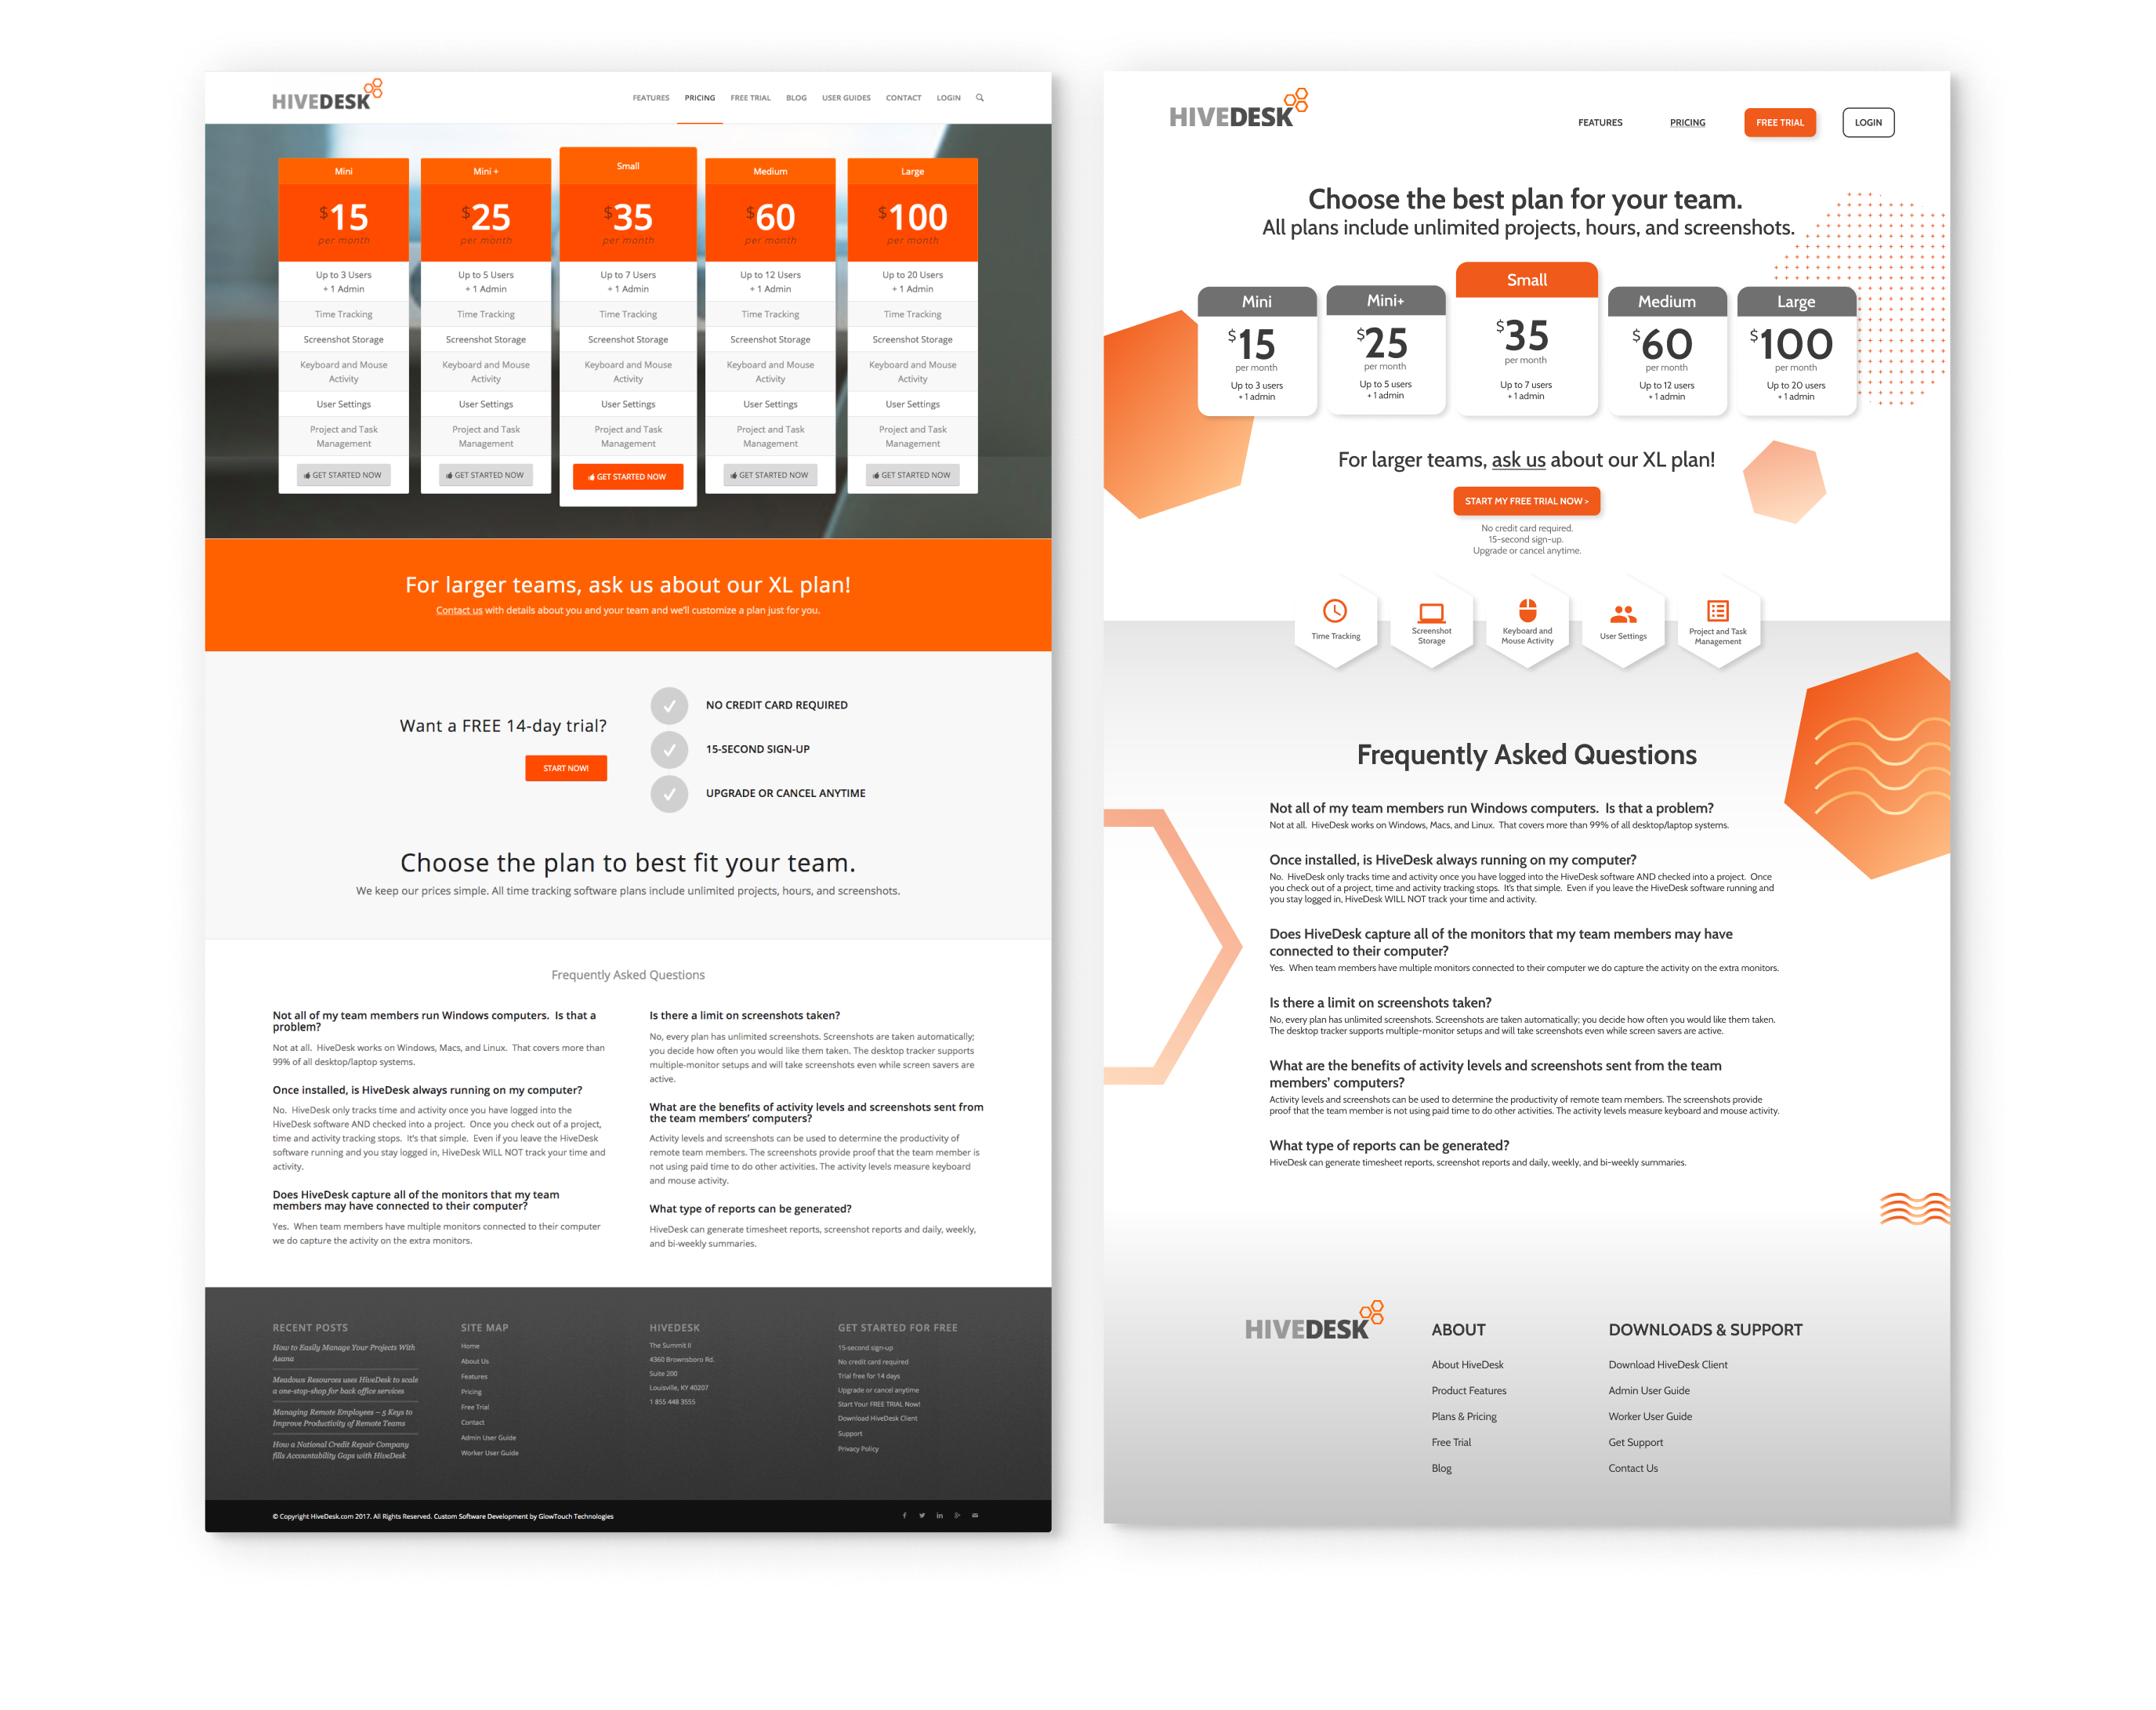 HIVEDESK
FEATURES PRICING FREE TRIAL BLOG USER GUIDES CONTACT LOGIN
Mini
$15
per month
Up to 3 Users
+ 1 Admin
Time Tracking
Screenshot Storage
Keyboard and Mouse
Activity
User Settings
Project and Task
Management
GET STARTED NOW
Mini +
$25
per month
Up to 5 Users
+ 1 Admin
Time Tracking
Screenshot Storage
Keyboard and Mouse
Activity
User Settings
Project and Task
Management
GET STARTED NOW
Small
$35
per month
Up to 7 Users
+ 1 Admin
Time Tracking
Screenshot Storage
Keyboard and Mouse
Activity
User Settings
Project and Task
Management
GET STARTED NOW
Medium
$60
per month
Up to 12 Users
+ 1 Admin
Time Tracking
Screenshot Storage
Keyboard and Mouse
Activity
User Settings
Project and Task
Management
GET STARTED NOW
Large
$100
per month
Up to 20 Users
+ 1 Admin
Time Tracking
Screenshot Storage
Keyboard and Mouse
Activity
User Settings
Project and Task
Management
GET STARTED NOW
For larger teams, ask us about our XL plan!
Contact us with details about you and your team and we'll customize a plan just for you.
Want a FREE 14-day trial?
START NOW!
NO CREDIT CARD REQUIRED
15-SECOND SIGN-UP
UPGRADE OR CANCEL ANYTIME
Choose the plan to best fit your team.
We keep our prices simple. All time tracking software plans include unlimited projects, hours, and screenshots.
Frequently Asked Questions
Not all of my team members run Windows computers. Is that a
problem?
Not at all. HiveDesk works on Windows, Macs, and Linux. That covers more than
99% of all desktop/laptop systems.
Once installed, is HiveDesk always running on my computer?
No. HiveDesk only tracks time and activity once you have logged into the
HiveDesk software AND checked into a project. Once you check out of a project,
time and activity tracking stops. It's that simple. Even if you leave the HiveDesk
software running and you stay logged in, HiveDesk WILL NOT track your time and
activity.
Does HiveDesk capture all of the monitors that my team
members may have connected to their computer?
Yes. When team members have multiple monitors connected to their computer
we do capture the activity on the extra monitors.
Is there a limit on screenshots taken?
No, every plan has unlimited screenshots. Screenshots are taken automatically;
you decide how often you would like them taken. The desktop tracker supports
multiple-monitor setups and will take screenshots even while screen savers are
active.
What are the benefits of activity levels and screenshots sent from
the team members' computers?
Activity levels and screenshots can be used to determine the productivity of
remote team members. The screenshots provide proof that the team member is
not using paid time to do other activities. The activity levels measure keyboard
and mouse activity.
What type of reports can be generated?
HiveDesk can generate timesheet reports, screenshot reports and daily, weekly,
and bi-weekly summaries.
RECENT POSTS
How to Easily Manage Your Projects With
Asana
Meadows Resources uses HiveDesk to scale
a one-stop-shop for back office services
Managing Remote Employees – 5 Keys to
Improve Productivity of Remote Teams
How a National Credit Repair Company
fills Accountability Gaps with HiveDesk
SITE MAP
Home
About Us
Features
Pricing
Free Trial
Contact
Admin User Guide
Worker User Guide
HIVEDESK
The Summit II
4360 Brownsboro Rd.
Suite 200
Louisville, KY 40207
1 855 448 3555
GET STARTED FOR FREE
15-second sign-up
No credit card required
Trial free for 14 days
Upgrade or cancel anytime
Start Your FREE TRIAL Now!
Download HiveDesk Client
Support
Privacy Policy
© Copyright HiveDesk.com 2017. All Rights Reserved. Custom Software Development by GlowTouch Technologies
HIVEDESK
FEATURES PRICING FREE TRIAL LOGIN
Choose the best plan for your team.
All plans include unlimited projects, hours, and screenshots.
Mini
$15
per month
Up to 3 users
+ 1 admin
Mini+
$25
per month
Up to 5 users
+ 1 admin
Small
$35
per month
Up to 7 users
+ 1 admin
Medium
$60
per month
Up to 12 users
+ 1 admin
Large
$100
per month
Up to 20 users
+ 1 admin
For larger teams, ask us about our XL plan!
START MY FREE TRIAL NOW >
No credit card required.
15-second sign-up.
Upgrade or cancel anytime.
Time Tracking
Screenshot
Storage
Keyboard and
Mouse Activity
User Settings
Project and Task
Management
Frequently Asked Questions
Not all of my team members run Windows computers. Is that a problem?
Not at all. HiveDesk works on Windows, Macs, and Linux. That covers more than 99% of all desktop/laptop systems.
Once installed, is HiveDesk always running on my computer?
No. HiveDesk only tracks time and activity once you have logged into the HiveDesk software AND checked into a project. Once
you check out of a project, time and activity tracking stops. It's that simple. Even if you leave the HiveDesk software running and
you stay logged in, HiveDesk WILL NOT track your time and activity.
Does HiveDesk capture all of the monitors that my team members may have
connected to their computer?
Yes. When team members have multiple monitors connected to their computer we do capture the activity on the extra monitors.
Is there a limit on screenshots taken?
No, every plan has unlimited screenshots. Screenshots are taken automatically; you decide how often you would like them taken.
The desktop tracker supports multiple-monitor setups and will take screenshots even while screen savers are active.
What are the benefits of activity levels and screenshots sent from the team
members' computers?
Activity levels and screenshots can be used to determine the productivity of remote team members. The screenshots provide
proof that the team member is not using paid time to do other activities. The activity levels measure keyboard and mouse activity.
What type of reports can be generated?
HiveDesk can generate timesheet reports, screenshot reports and daily, weekly, and bi-weekly summaries.
HIVEDESK
ABOUT
About HiveDesk
Product Features
Plans & Pricing
Free Trial
Blog
DOWNLOADS & SUPPORT
Download HiveDesk Client
Admin User Guide
Worker User Guide
Get Support
Contact Us